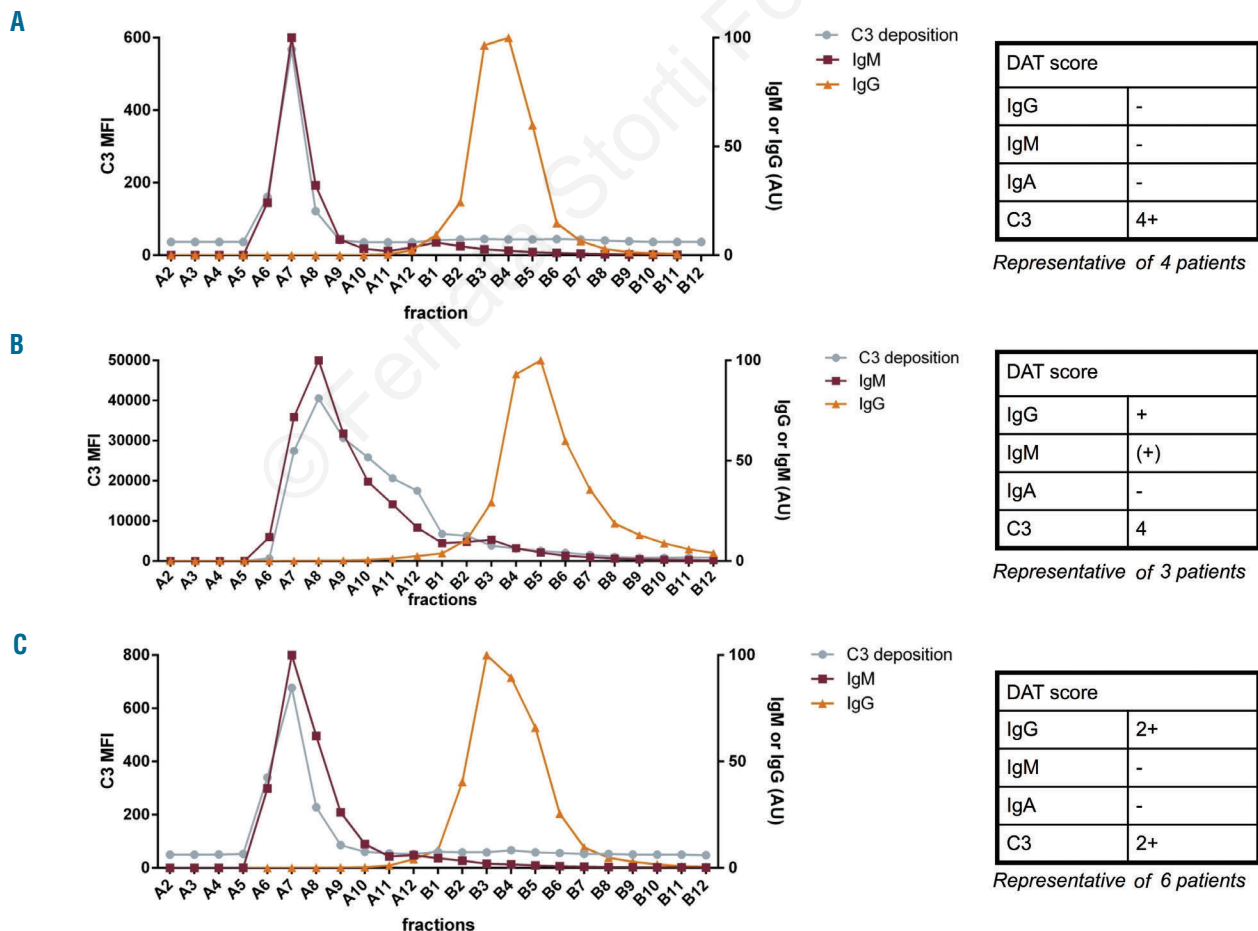 A
600
400
200
0
C3 MFI
100
50
0
IgM or IgG (AU)
A2 A3 A4 A5 A6 A7 A8 A9 A10 A11 A12 B1 B2 B3 B4 B5 B6 B7 B8 B9 B10 B11 B12
fraction
C3 deposition
IgM
IgG
DAT score
IgG -
IgM -
IgA -
C3 4+
Representative of 4 patients
B
50000
40000
30000
20000
10000
0
C3 MFI
100
50
0
IgG or IgM (AU)
A2 A3 A4 A5 A6 A7 A8 A9 A10 A11 A12 B1 B2 B3 B4 B5 B6 B7 B8 B9 B10 B11 B12
fractions
C3 deposition
IgM
IgG
DAT score
IgG +
IgM (+)
IgA -
C3 4
Representative of 3 patients
C
800
600
400
200
0
C3 MFI
100
50
0
IgM or IgG (AU)
A2 A3 A4 A5 A6 A7 A8 A9 A10 A11 A12 B1 B2 B3 B4 B5 B6 B7 B8 B9 B10 B11 B12
fractions
C3 deposition
IgM
IgG
DAT score
IgG 2+
IgM -
IgA -
C3 2+
Representative of 6 patients
© Ferrata Storti